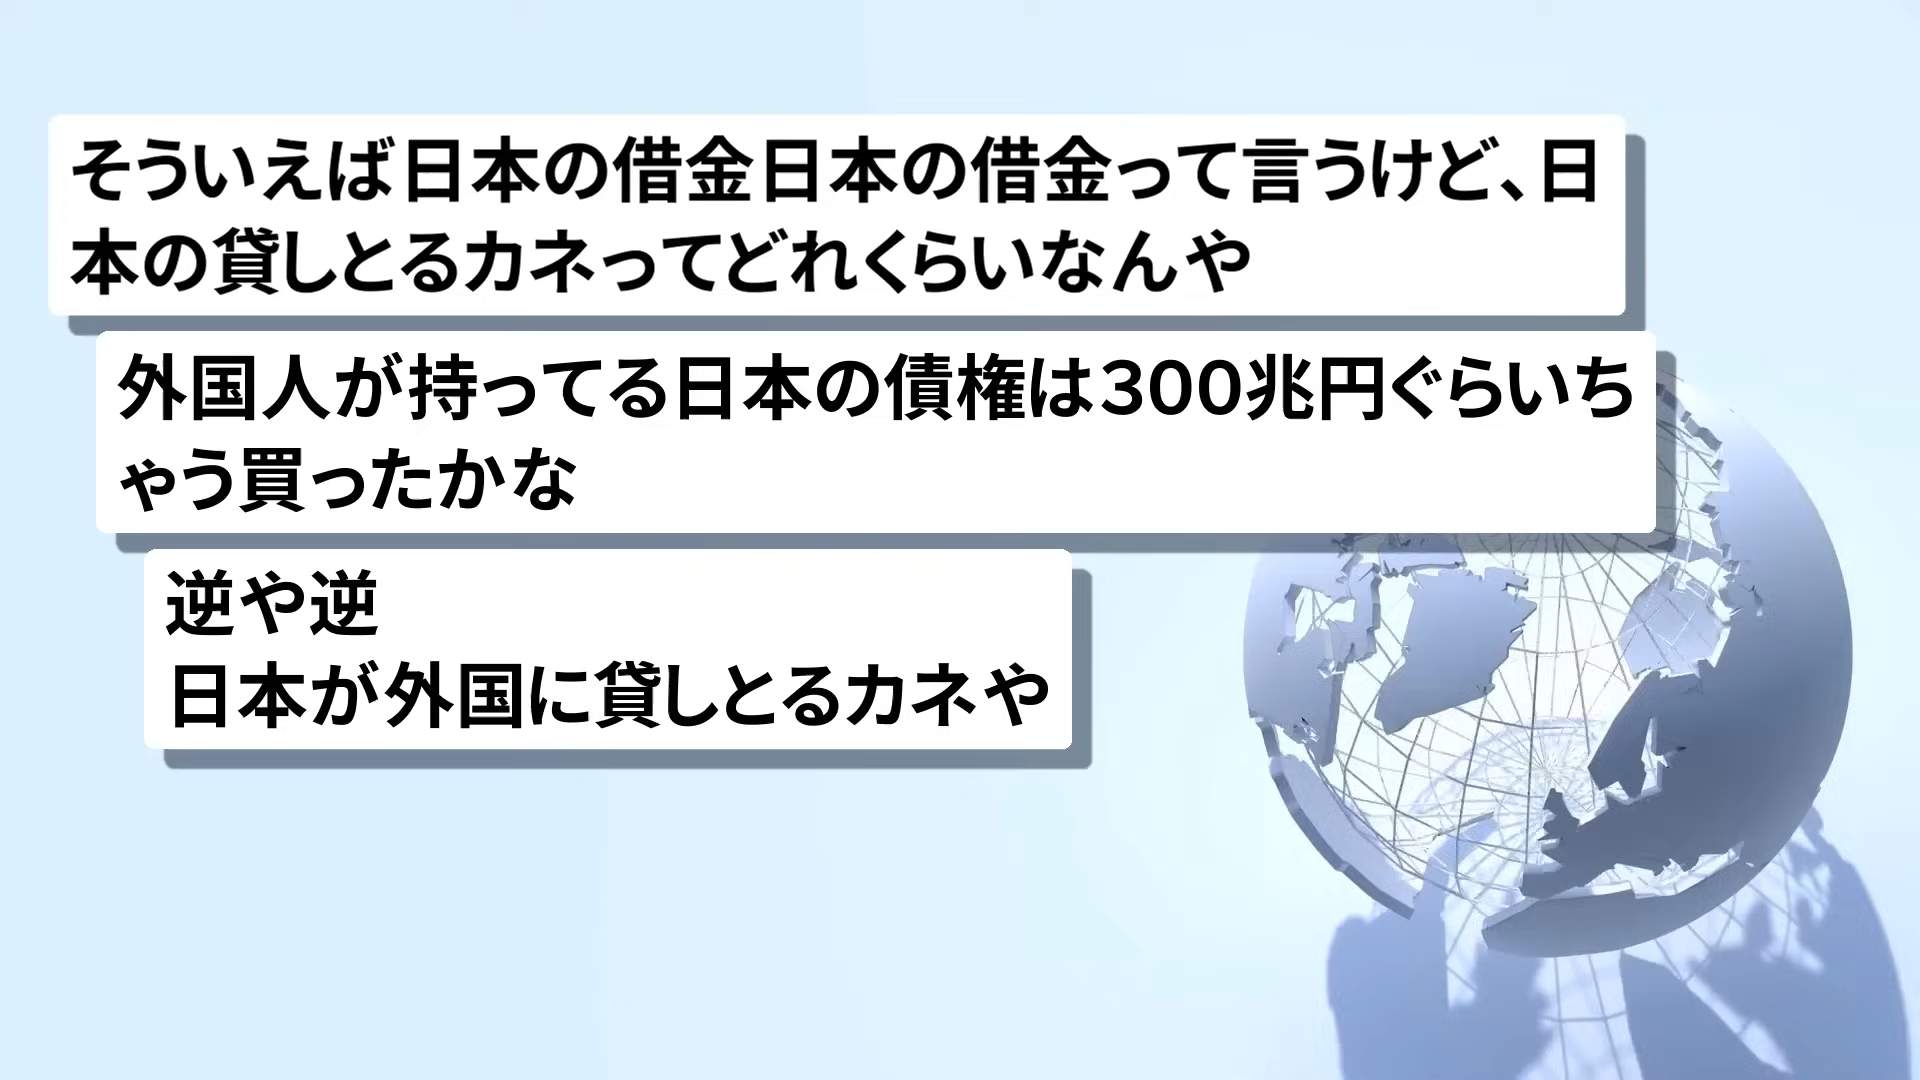 そういえば日本の借金日本の借金って言うけど、日
本の貸しとるカネってどれくらいなんや
外国人が持ってる日本の債権は300兆円ぐらいち
ゃう買ったかな
逆や逆
日本が外国に貸しとるカネや